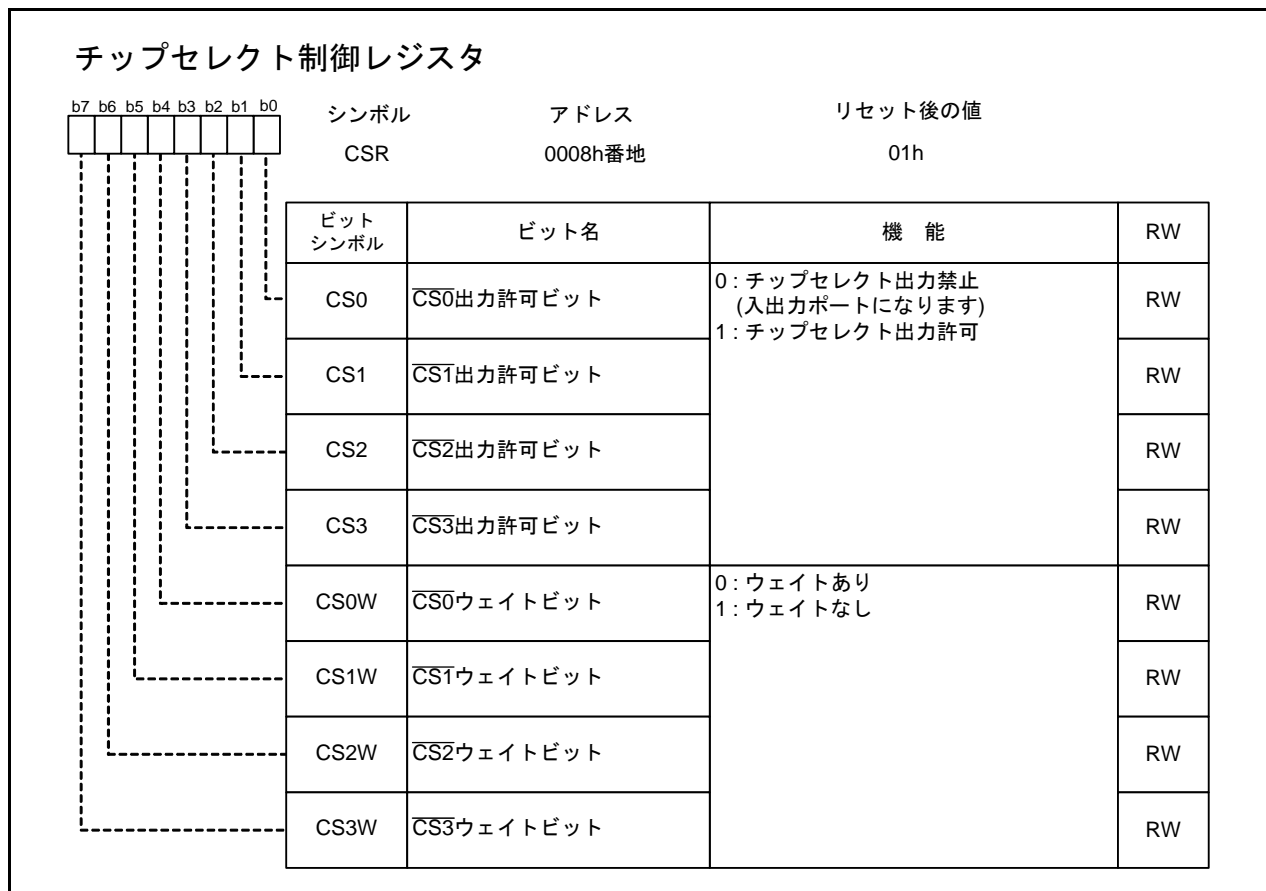 チップセレクト制御レジスタ
b7 b6 b5 b4 b3 b2 b1 b0
シンボル アドレス リセット後の値
CSR 0008h番地 01h
ビット
シンボル
ビット名 機 能 RW
CS0 CS0出力許可ビット
0 : チップセレクト出力禁止
(入出力ポートになります)
1 : チップセレクト出力許可
RW
CS1 CS1出力許可ビット RW
CS2 CS2出力許可ビット RW
CS3 CS3出力許可ビット RW
CS0W CS0ウェイトビット
0 : ウェイトあり
1 : ウェイトなし
RW
CS1W CS1ウェイトビット RW
CS2W CS2ウェイトビット RW
CS3W CS3ウェイトビット RW